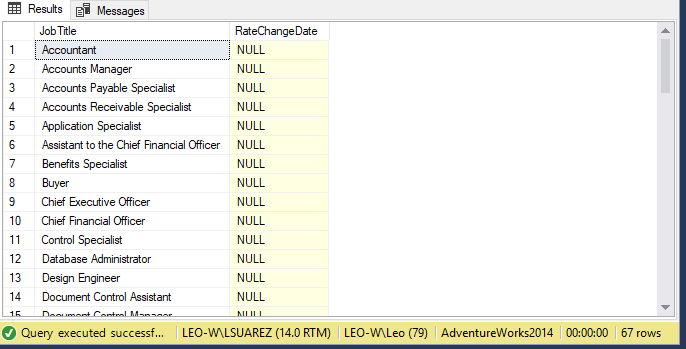 Results Messages
JobTitle RateChangeDate
1 Accountant NULL
2 Accounts Manager NULL
3 Accounts Payable Specialist NULL
4 Accounts Receivable Specialist NULL
5 Application Specialist NULL
6 Assistant to the Chief Financial Officer NULL
7 Benefits Specialist NULL
8 Buyer NULL
9 Chief Executive Officer NULL
10 Chief Financial Officer NULL
11 Control Specialist NULL
12 Database Administrator NULL
13 Design Engineer NULL
14 Document Control Assistant NULL
15 Document Control Manager NULL
Query executed successf... LEO-W\LSUAREZ (14.0 RTM) LEO-W\Leo (79) AdventureWorks2014 00:00:00 67 rows